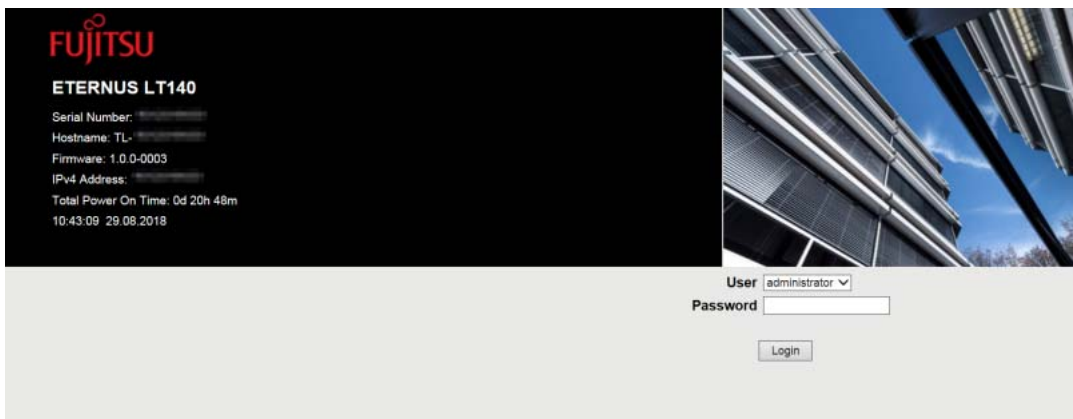 FUJITSU
ETERNUS LT140
Serial Number:
Hostname: TL-
Firmware: 1.0.0-0003
IPv4 Address:
Total Power On Time: 0d 20h 48m
10:43:09 29.08.2018
User administrator
Password
Login